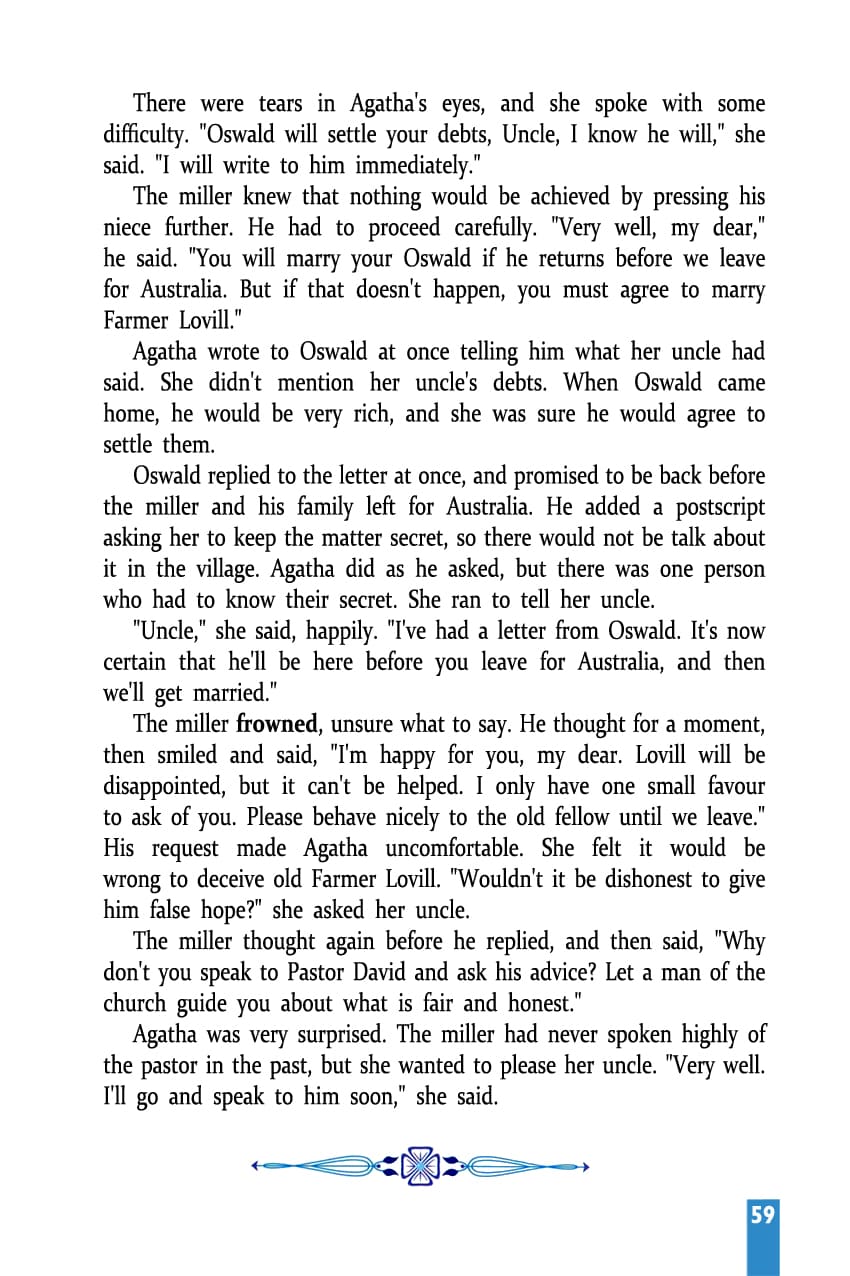 There were tears in Agatha's eyes, and she spoke with some
difficulty. "Oswald will settle your debts, Uncle, I know he will," she
said. "I will write to him immediately."
The miller knew that nothing would be achieved by pressing his
niece further. He had to proceed carefully. "Very well, my dear,"
he said. "You will marry your Oswald if he returns before we leave
for Australia. But if that doesn't happen, you must agree to marry
Farmer Lovill."
Agatha wrote to Oswald at once telling him what her uncle had
said. She didn't mention her uncle's debts. When Oswald came
home, he would be very rich, and she was sure he would agree to
settle them.
Oswald replied to the letter at once, and promised to be back before
the miller and his family left for Australia. He added a postscript
asking her to keep the matter secret, so there would not be talk about
it in the village. Agatha did as he asked, but there was one person
who had to know their secret. She ran to tell her uncle.
"Uncle," she said, happily. "I've had a letter from Oswald. It's now
certain that he'll be here before you leave for Australia, and then
we'll get married."
The miller frowned, unsure what to say. He thought for a moment,
then smiled and said, "I'm happy for you, my dear. Lovill will be
disappointed, but it can't be helped. I only have one small favour
to ask of you. Please behave nicely to the old fellow until we leave."
His request made Agatha uncomfortable. She felt it would be
wrong to deceive old Farmer Lovill. "Wouldn't it be dishonest to give
him false hope?" she asked her uncle.
The miller thought again before he replied, and then said, "Why
don't you speak to Pastor David and ask his advice? Let a man of the
church guide you about what is fair and honest."
Agatha was very surprised. The miller had never spoken highly of
the pastor in the past, but she wanted to please her uncle. "Very well.
I'll go and speak to him soon," she said.
59